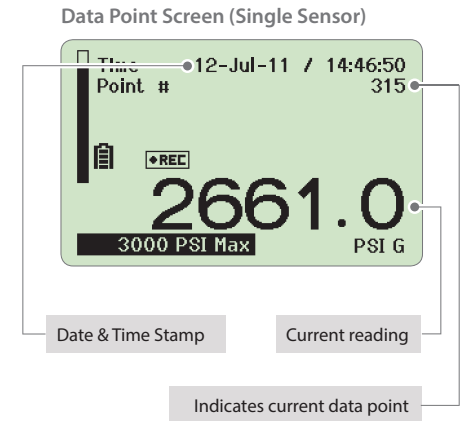 Data Point Screen (Single Sensor)
Time 12-Jul-11 / 14:46:50
Point # 315
REC
2661.0
3000 PSI Max PSI G
Date & Time Stamp Current reading
Indicates current data point